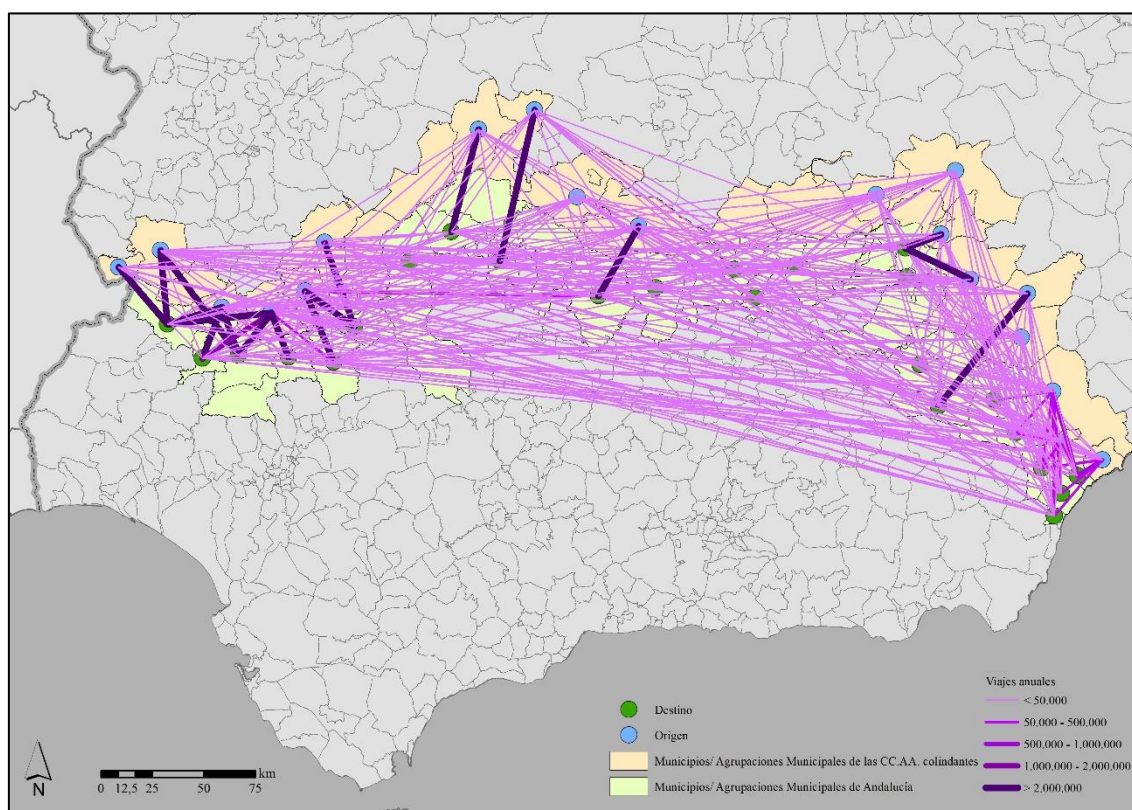 Viajes anuales
< 50,000
50,000 - 500,000
500,000 - 1,000,000
1,000,000 - 2,000,000
> 2,000,000
Destino
Origen
Municipios/ Agrupaciones Municipales de las CC.AA. colindantes
Municipios/ Agrupaciones Municipales de Andalucía
N
km
0 12,5 25 50 75